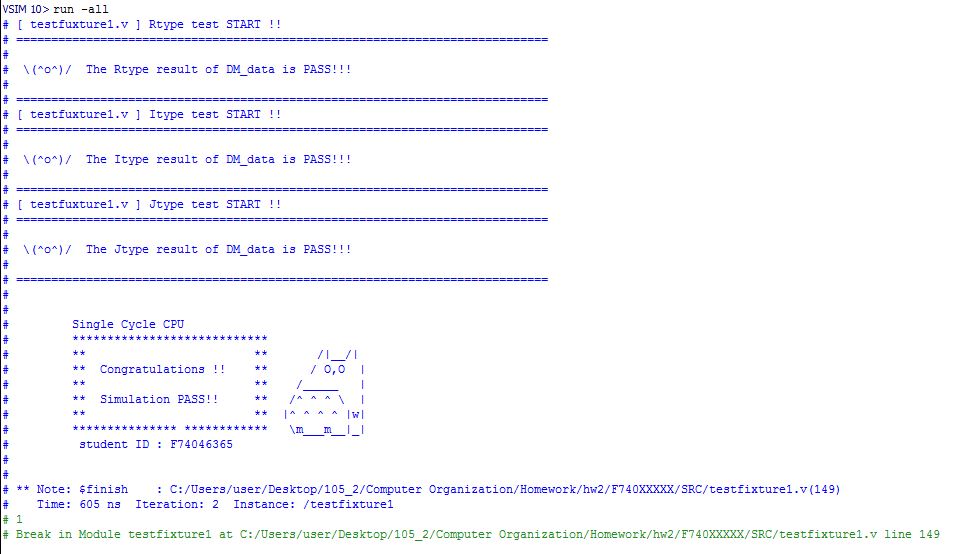 VSIM 10> run -all
# [ testfuxture1.v ] Rtype test START !!
# ============================================================================
#
#  \(^o^)/  The Rtype result of DM_data is PASS!!!
#
# ============================================================================
# [ testfuxture1.v ] Itype test START !!
# ============================================================================
#
#  \(^o^)/  The Itype result of DM_data is PASS!!!
#
# ============================================================================
# [ testfuxture1.v ] Jtype test START !!
# ============================================================================
#
#  \(^o^)/  The Jtype result of DM_data is PASS!!!
#
# ============================================================================
#
#
#         Single Cycle CPU
#         ****************************
#         **                        **       /|__/|
#         **  Congratulations !!    **      / O,O  |
#         **                        **    /_____   |
#         **  Simulation PASS!!     **   /^ ^ ^ \  |
#         **                        **  |^ ^ ^ ^ |w|
#         *************** ************   \m___m__|_|
#          student ID : F74046365
#
#
# ** Note: $finish    : C:/Users/user/Desktop/105_2/Computer Organization/Homework/hw2/F740XXXXX/SRC/testfixture1.v(149)
#    Time: 605 ns  Iteration: 2  Instance: /testfixture1
# 1
# Break in Module testfixture1 at C:/Users/user/Desktop/105_2/Computer Organization/Homework/hw2/F740XXXXX/SRC/testfixture1.v line 149